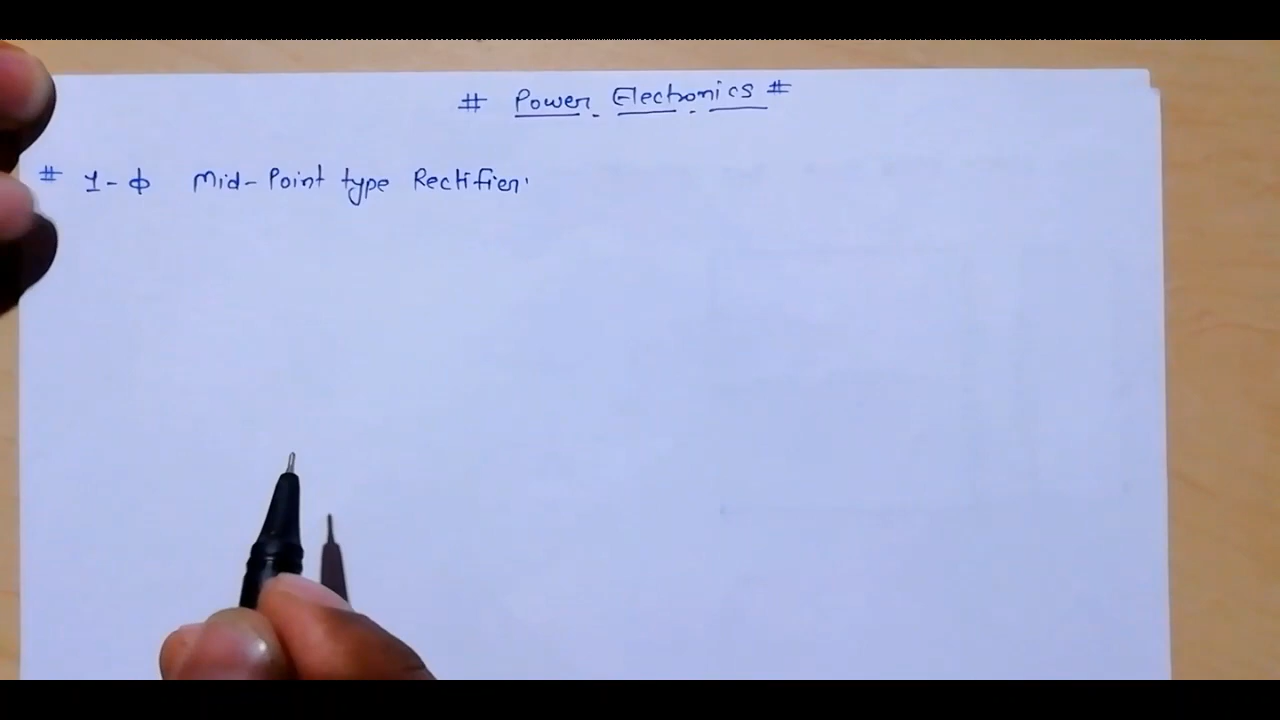 # Power Electronics #
# 1-ф Mid-Point type Rectifier.